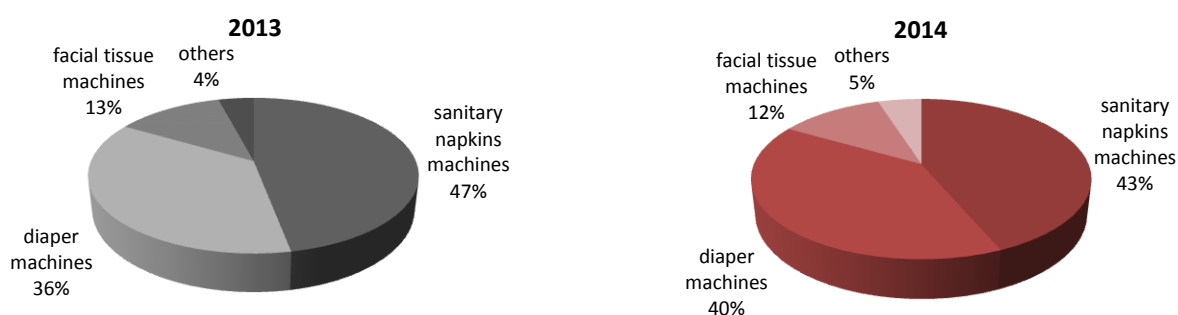 2013
facial tissue
machines
13%
others
4%
sanitary
napkins
machines
47%
diaper
machines
36%
2014
facial tissue
machines
12%
others
5%
sanitary
napkins
machines
43%
diaper
machines
40%